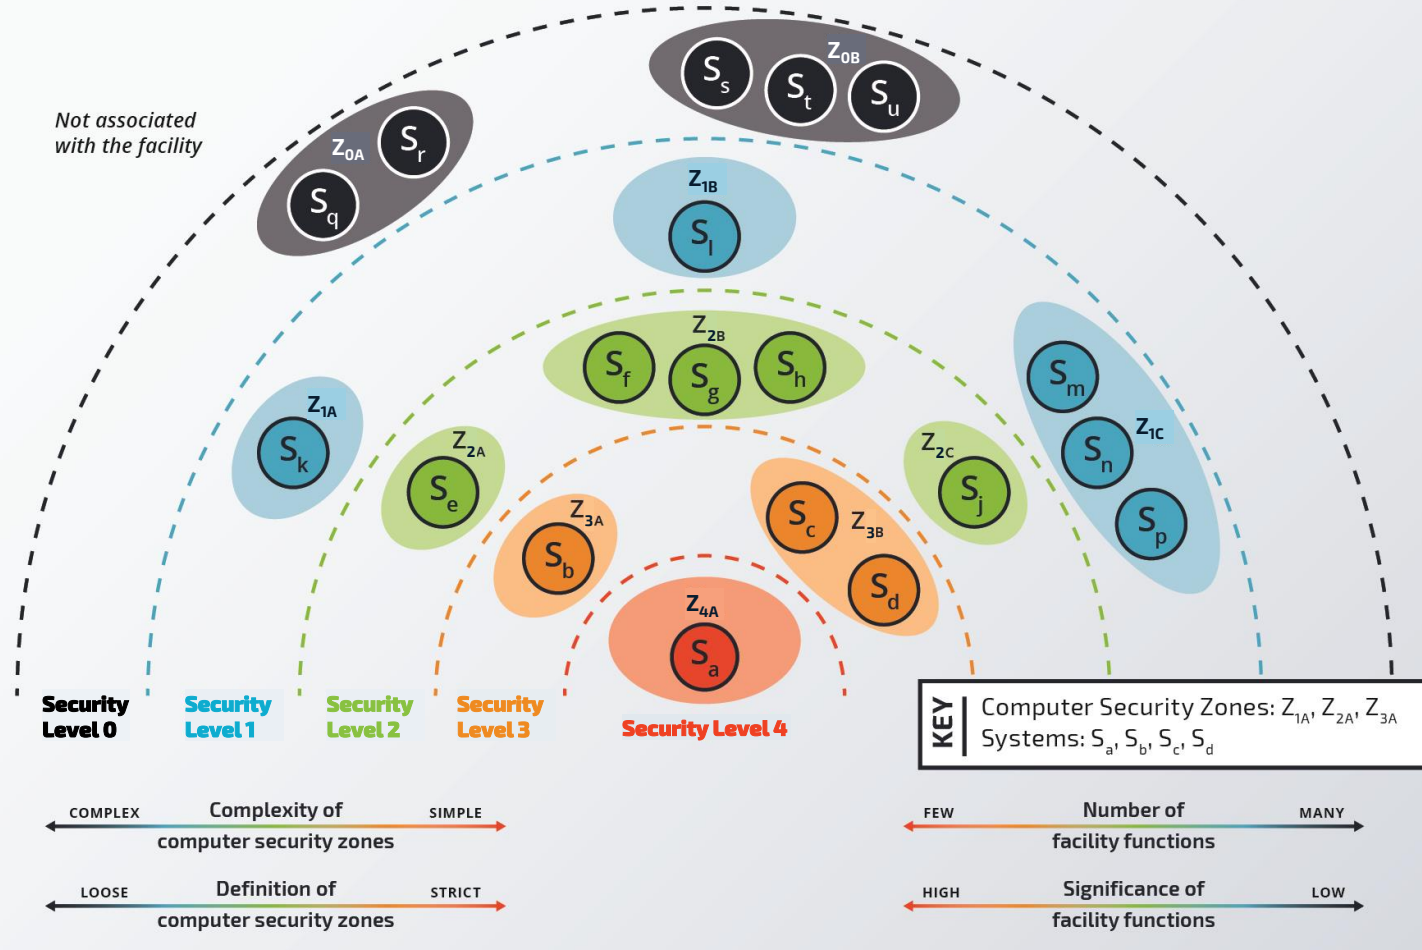 Not associated
with the facility
Z0A
Sr
Sq
Z0B
Ss
St
Su
Z1B
Sl
Z1A
Sk
Z1C
Sm
Sn
Sp
Z2B
Sf
Sg
Sh
Z2A
Se
Z2C
Sj
Z3A
Sb
Z3B
Sc
Sd
Z4A
Sa
Security
Level 0
Security
Level 1
Security
Level 2
Security
Level 3
Security Level 4
KEY
Computer Security Zones: Z1A, Z2A, Z3A
Systems: Sa, Sb, Sc, Sd
COMPLEX
Complexity of
SIMPLE
computer security zones
LOOSE
Definition of
STRICT
computer security zones
FEW
Number of
MANY
facility functions
HIGH
Significance of
LOW
facility functions